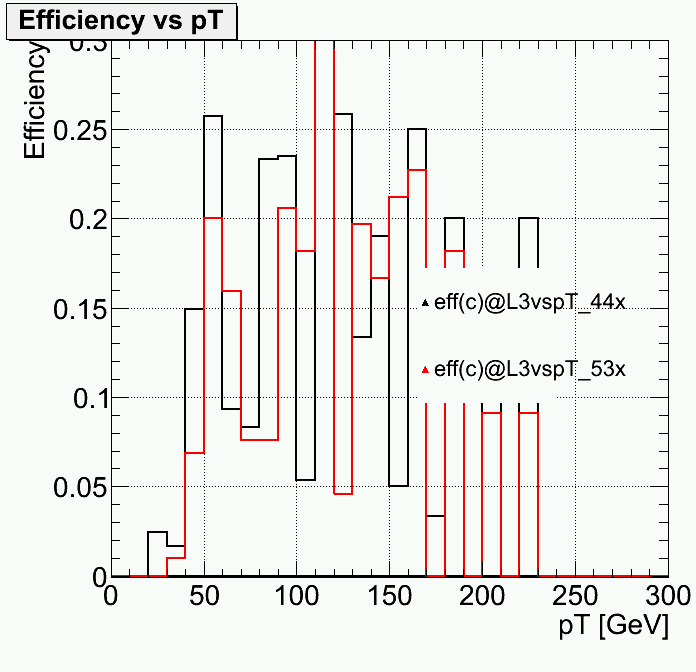 Efficiency vs pT
Efficiency
0.3
0.25
0.2
0.15
0.1
0.05
0
eff(c)@L3vspT_44x
eff(c)@L3vspT_53x
0 50 100 150 200 250 300
pT [GeV]